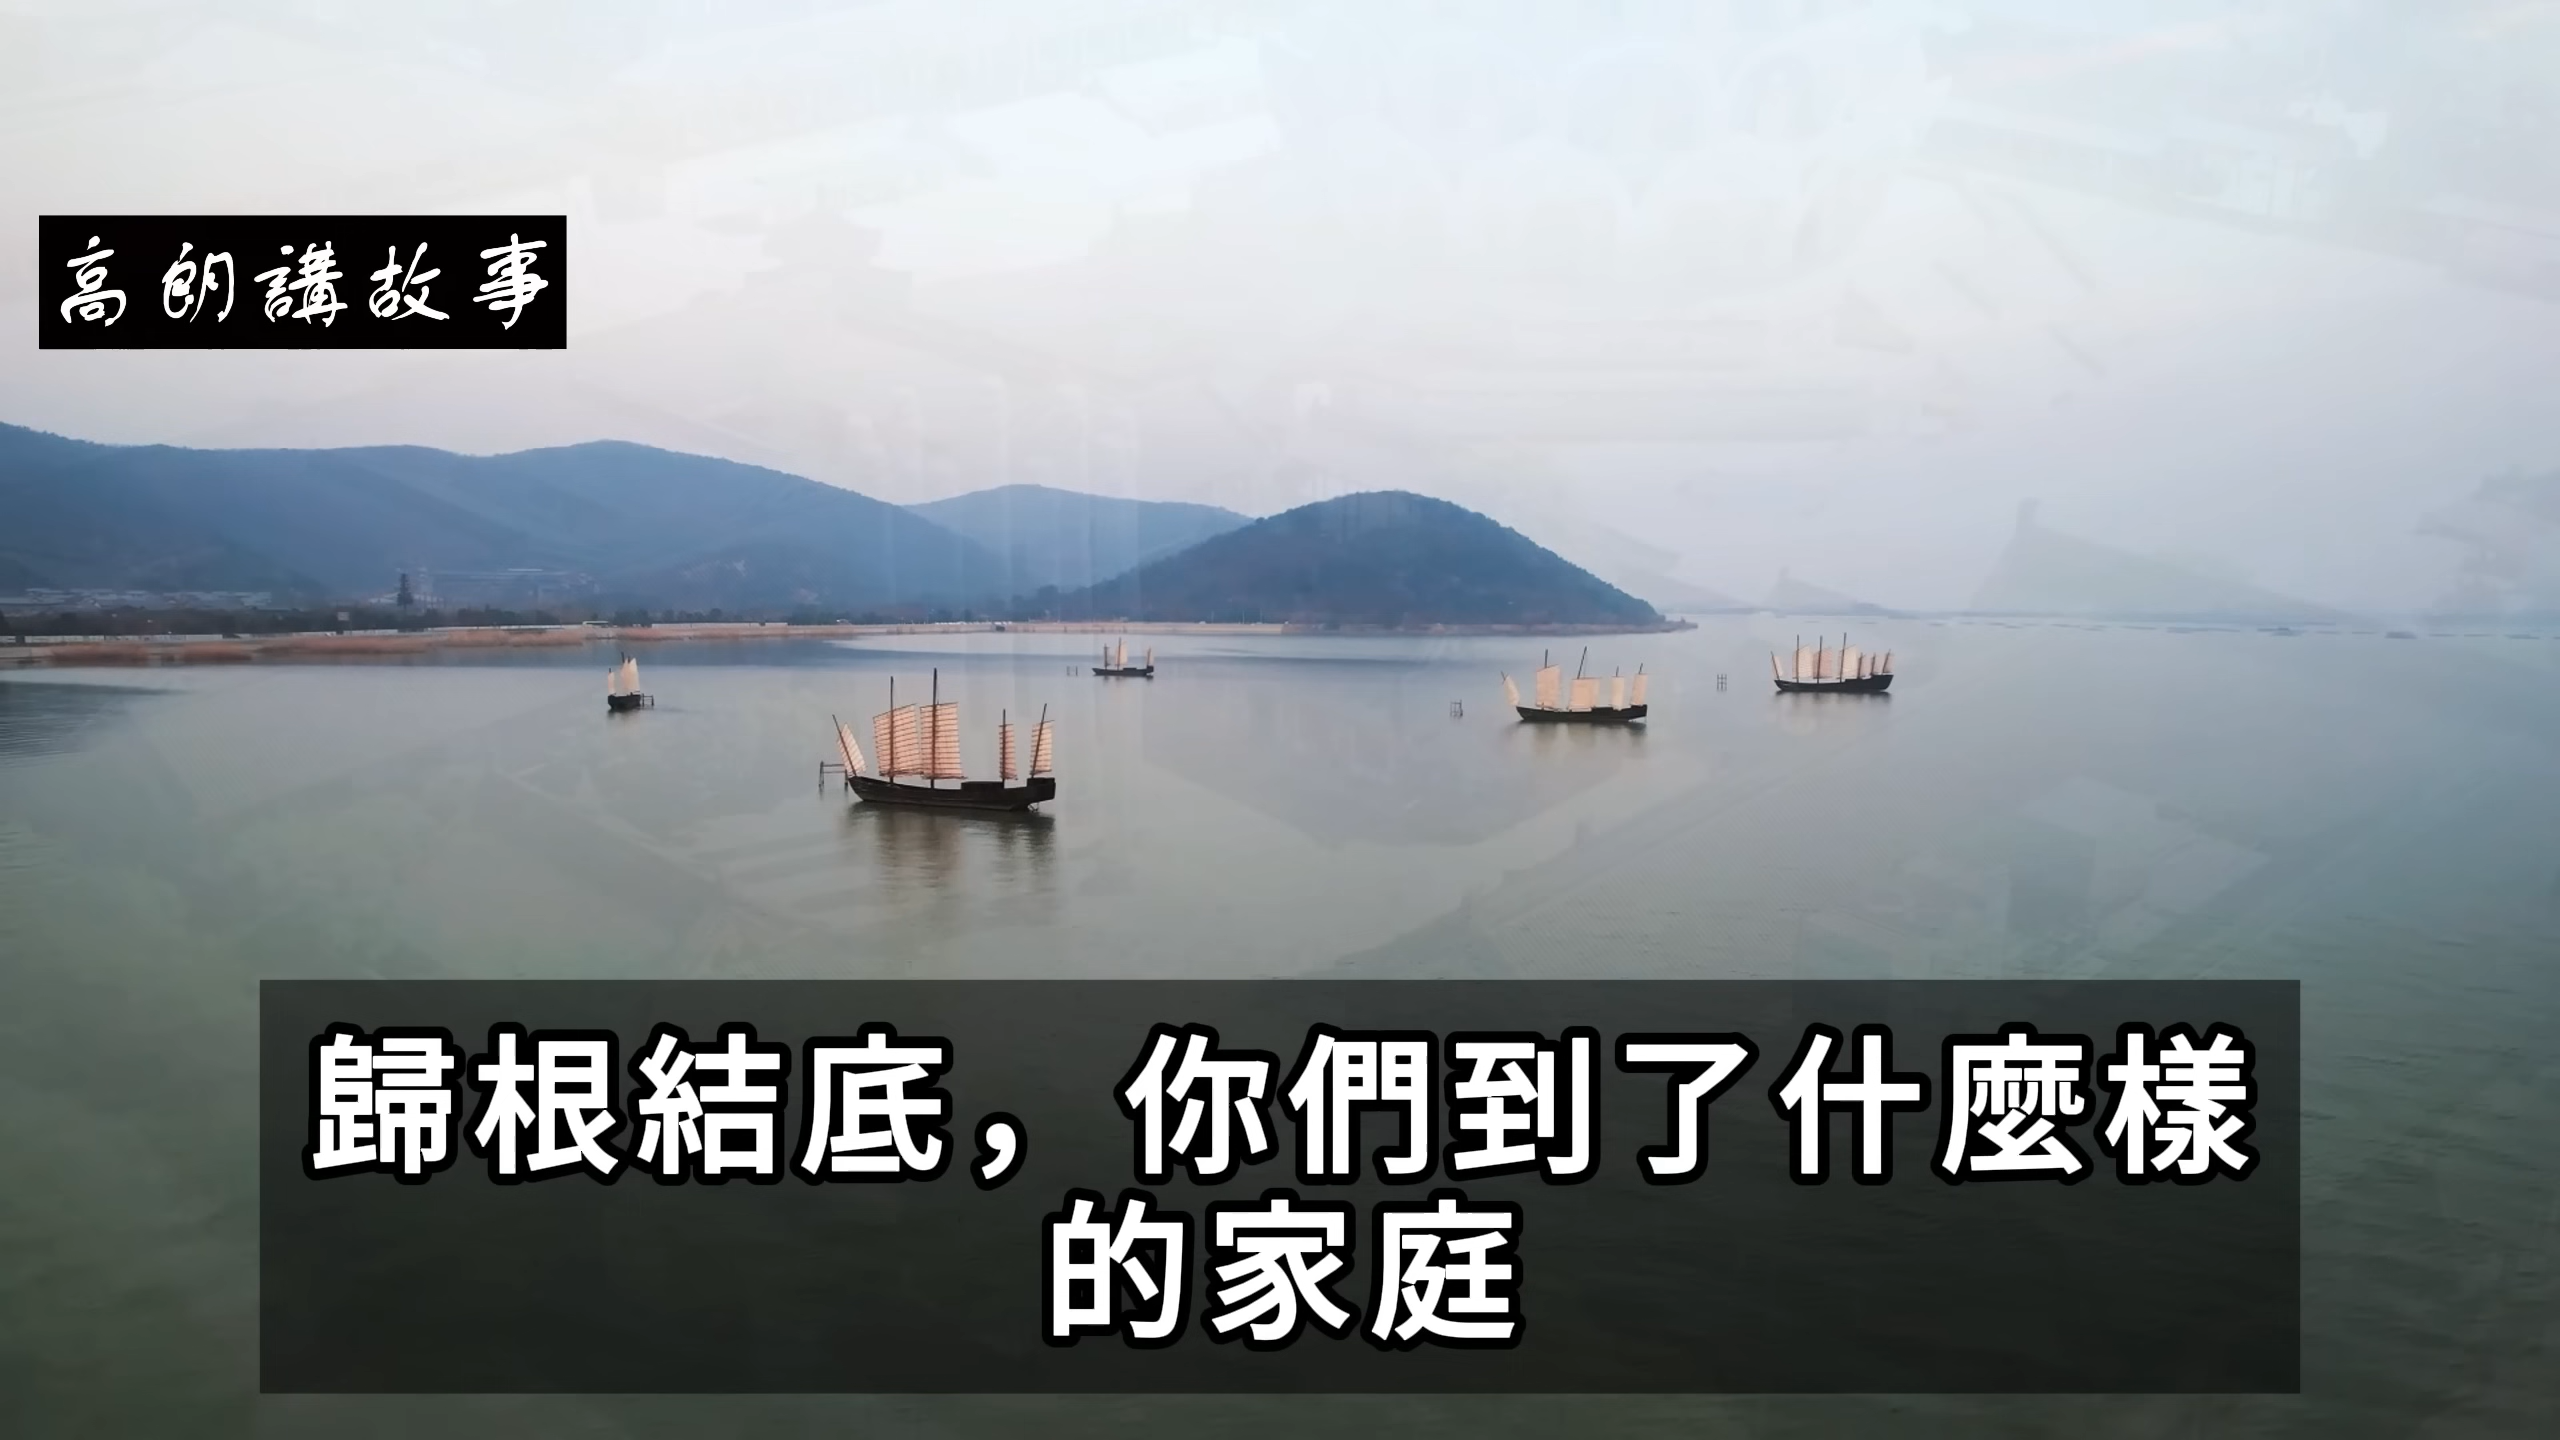 高朗講故事
歸根結底，你們到了什麼樣
的家庭